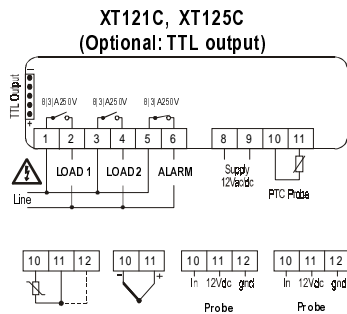 XT121C, XT125C
(Optional: TTL output)
TTL Output
8(3)A250V 8(3)A250V 8(3)A250V
1 2 3 4 5 6 8 9 10 11
LOAD 1 LOAD 2 ALARM
Supply
12Vac/dc
PTC Probe
Line
10 11 12 10 11 10 11 12 10 11 12
- +
In 12Vdc gnd In 12Vdc gnd
Probe Probe